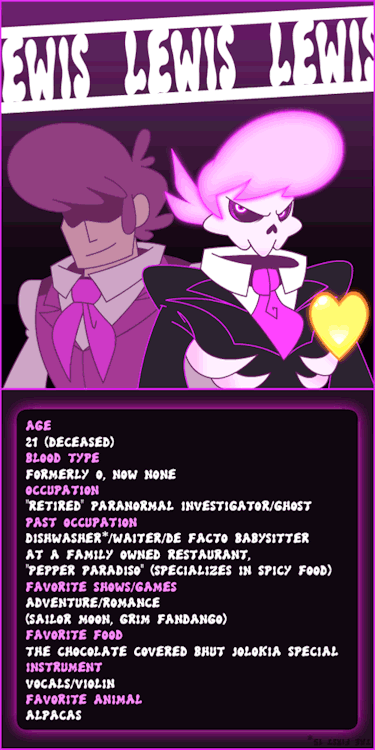 LEWIS LEWIS LEWIS
AGE
21 (DECEASED)
BLOOD TYPE
FORMERLY O, NOW NONE
OCCUPATION
"RETIRED" PARANORMAL INVESTIGATOR/GHOST
PAST OCCUPATION
DISHWASHER*/WAITER/DE FACTO BABYSITTER
AT A FAMILY OWNED RESTAURANT,
"PEPPER PARADISO" (SPECIALIZES IN SPICY FOOD)
FAVORITE SHOWS/GAMES
ADVENTURE/ROMANCE
(SAILOR MOON, GRIM FANDANGO)
FAVORITE FOOD
THE CHOCOLATE COVERED BHUT JOLOKIA SPECIAL
INSTRUMENT
VOCALS/VIOLIN
FAVORITE ANIMAL
ALPACAS